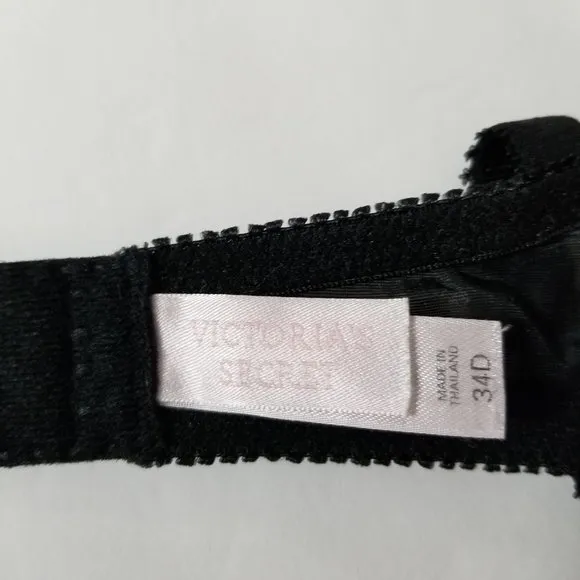 VICTORIA'S
SECRET
MADE IN
THAILAND
34D